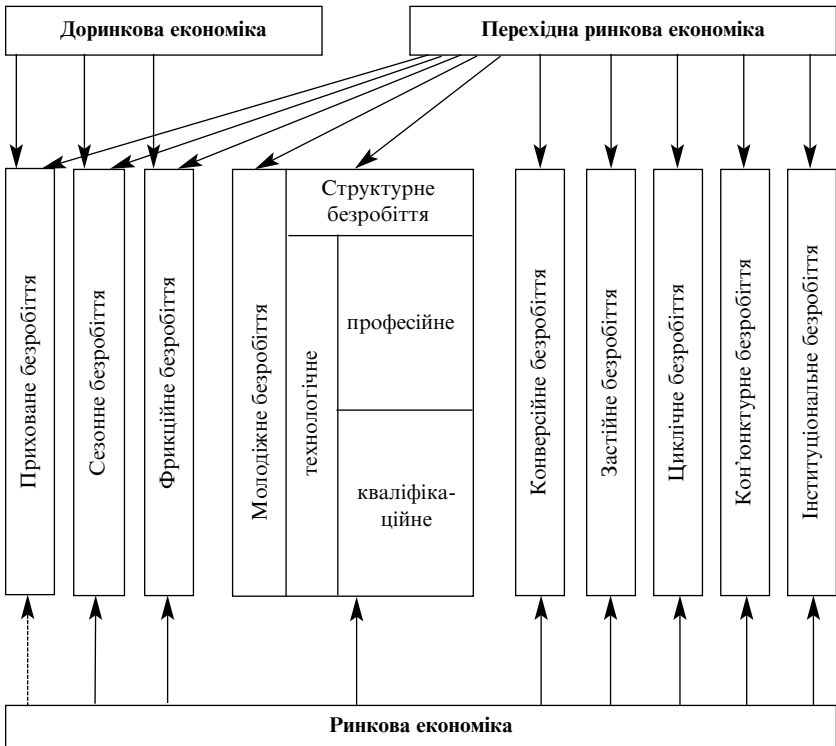 Доринкова економіка
Перехідна ринкова економіка
Приховане безробіття
Сезонне безробіття
Фрикційне безробіття
Молодіжне безробіття
Структурне
безробіття
технологічне
професійне
кваліфіка-
ційне
Конверсійне безробіття
Застійне безробіття
Циклічне безробіття
Кон’юнктурне безробіття
Інституціональне безробіття
Ринкова економіка